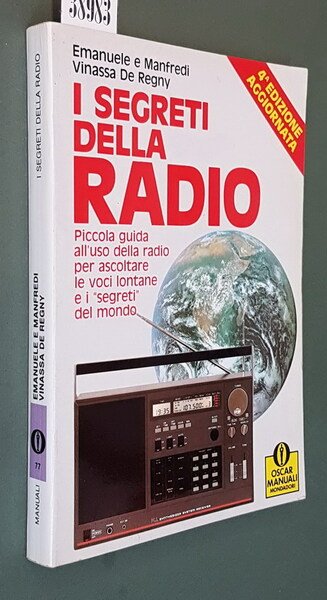 38983
Emanuele e Manfredi
Vinassa De Regny
I SEGRETI
DELLA
RADIO
4ª EDIZIONE
AGGIORNATA
Piccola guida
all'uso della radio
per ascoltare
le voci lontane
e i "segreti"
del mondo
OSCAR
MANUALI
MONDADORI
I SEGRETI DELLA RADIO
EMANUELE E MANFREDI
VINASSA DE REGNY
77
MANUALI